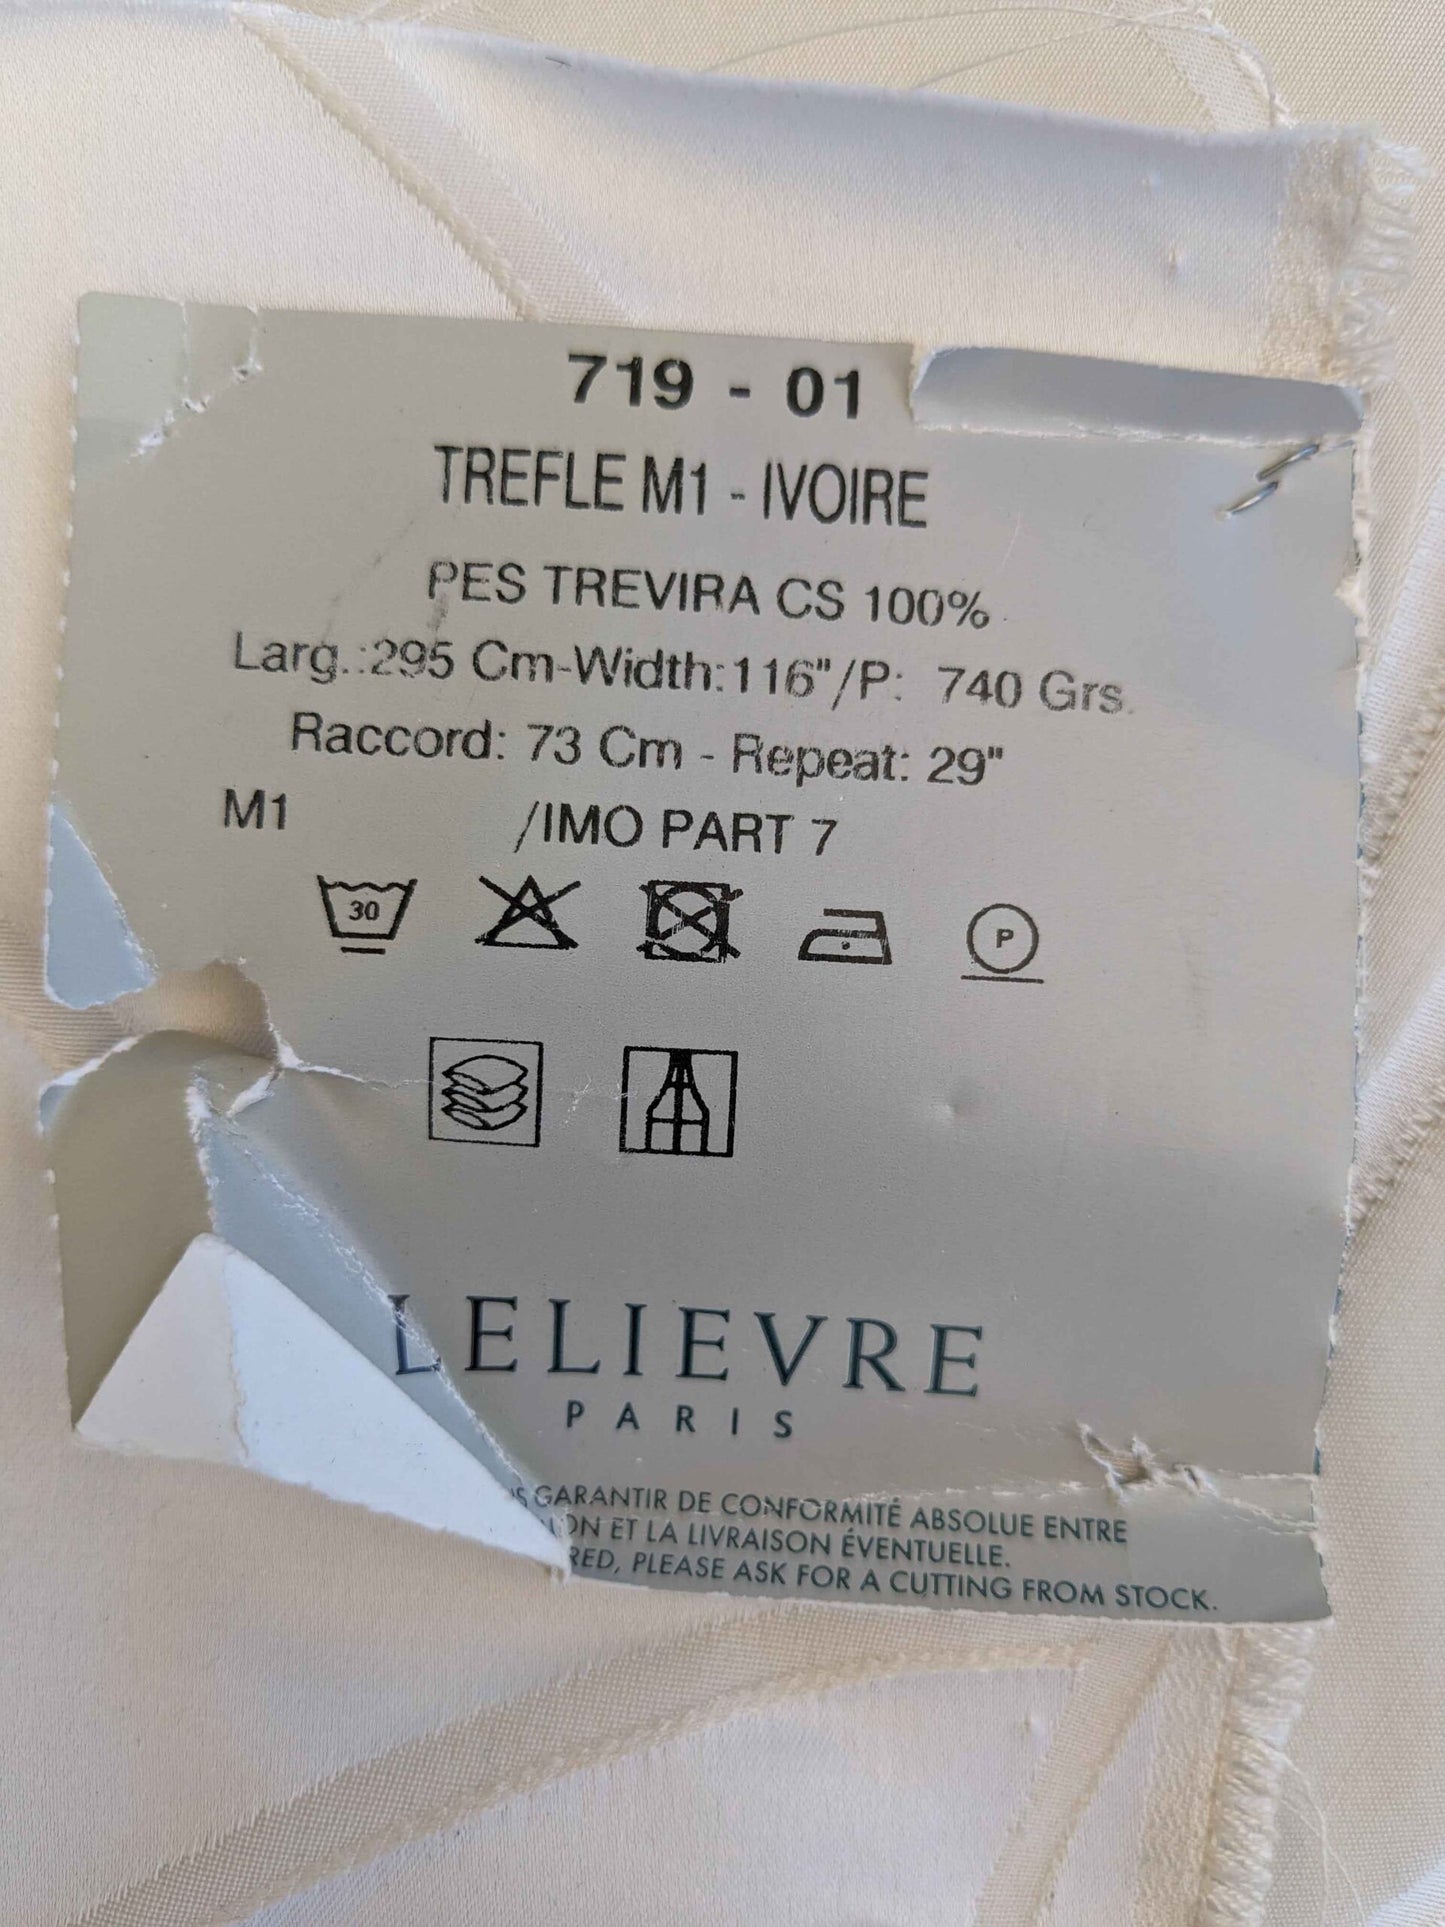 719 - 01
TREFLE M1 - IVOIRE
PES TREVIRA CS 100%
Larg.:295 Cm-Width:116"/P: 740 Grs.
Raccord: 73 Cm - Repeat: 29"
M1 /IMO PART 7
30 P
LELIEVRE
PARIS
GARANTIR DE CONFORMITÉ ABSOLUE ENTRE
ET LA LIVRAISON ÉVENTUELLE.
PLEASE ASK FOR A CUTTING FROM STOCK.